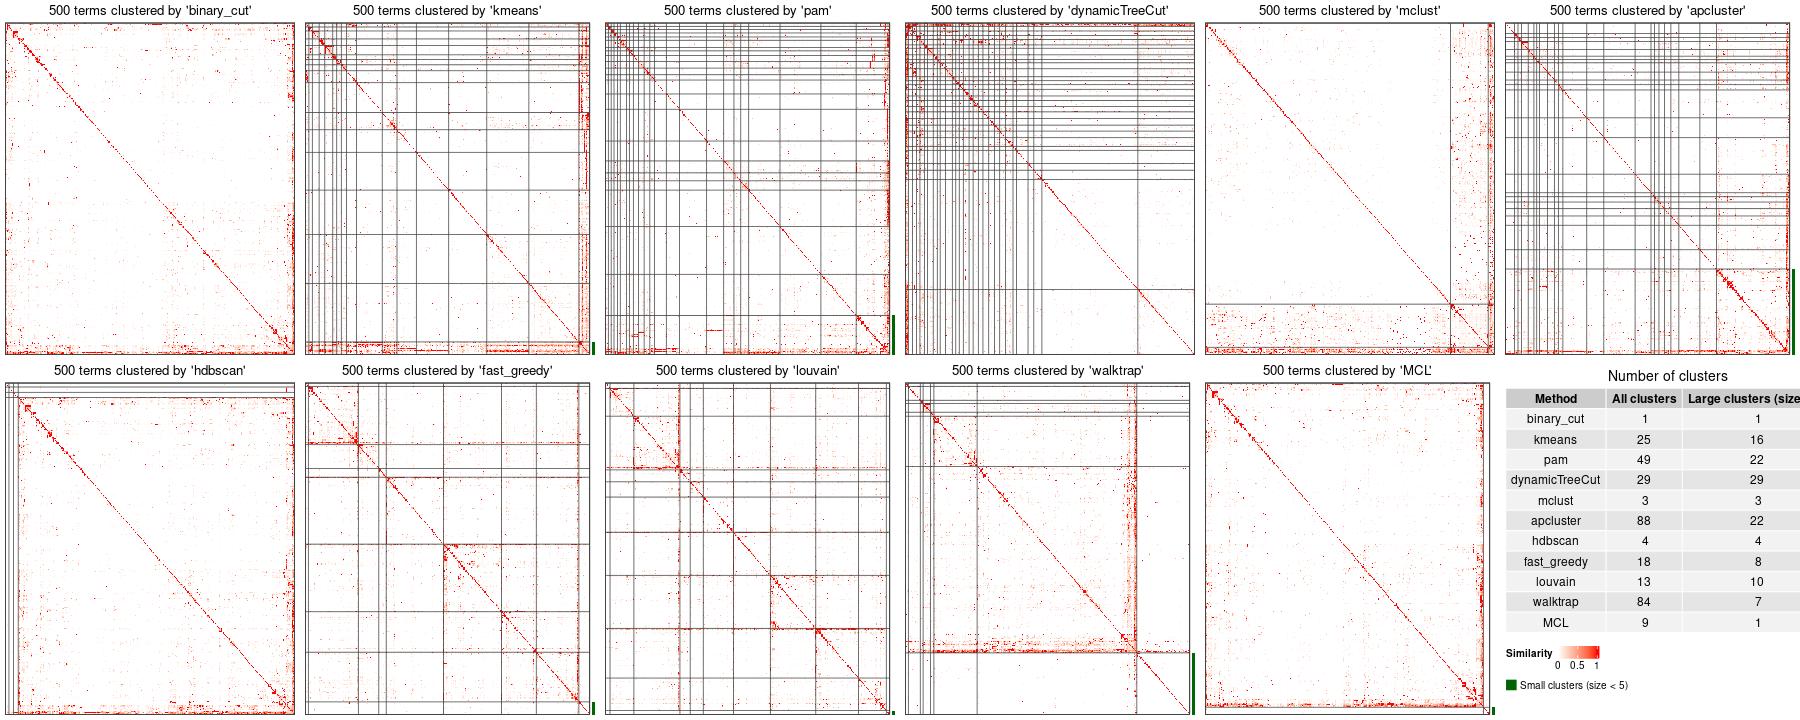 500 terms clustered by 'binary_cut'
500 terms clustered by 'kmeans'
500 terms clustered by 'pam'
500 terms clustered by 'dynamicTreeCut'
500 terms clustered by 'mclust'
500 terms clustered by 'apcluster'
500 terms clustered by 'hdbscan'
500 terms clustered by 'fast_greedy'
500 terms clustered by 'louvain'
500 terms clustered by 'walktrap'
500 terms clustered by 'MCL'
Number of clusters
Method All clusters Large clusters (size
binary_cut 1 1
kmeans 25 16
pam 49 22
dynamicTreeCut 29 29
mclust 3 3
apcluster 88 22
hdbscan 4 4
fast_greedy 18 8
louvain 13 10
walktrap 84 7
MCL 9 1
Similarity
0 0.5 1
Small clusters (size < 5)